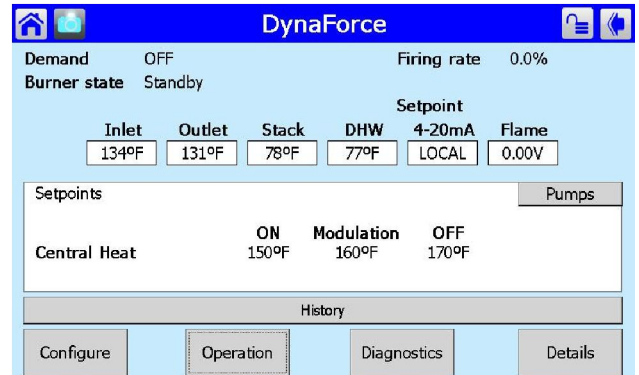 DynaForce
Demand OFF Firing rate 0.0%
Burner state Standby
Setpoint
Inlet Outlet Stack DHW 4-20mA Flame
134ºF 131ºF 78ºF 77ºF LOCAL 0.00V
Setpoints Pumps
ON Modulation OFF
Central Heat 150ºF 160ºF 170ºF
History
Configure Operation Diagnostics Details